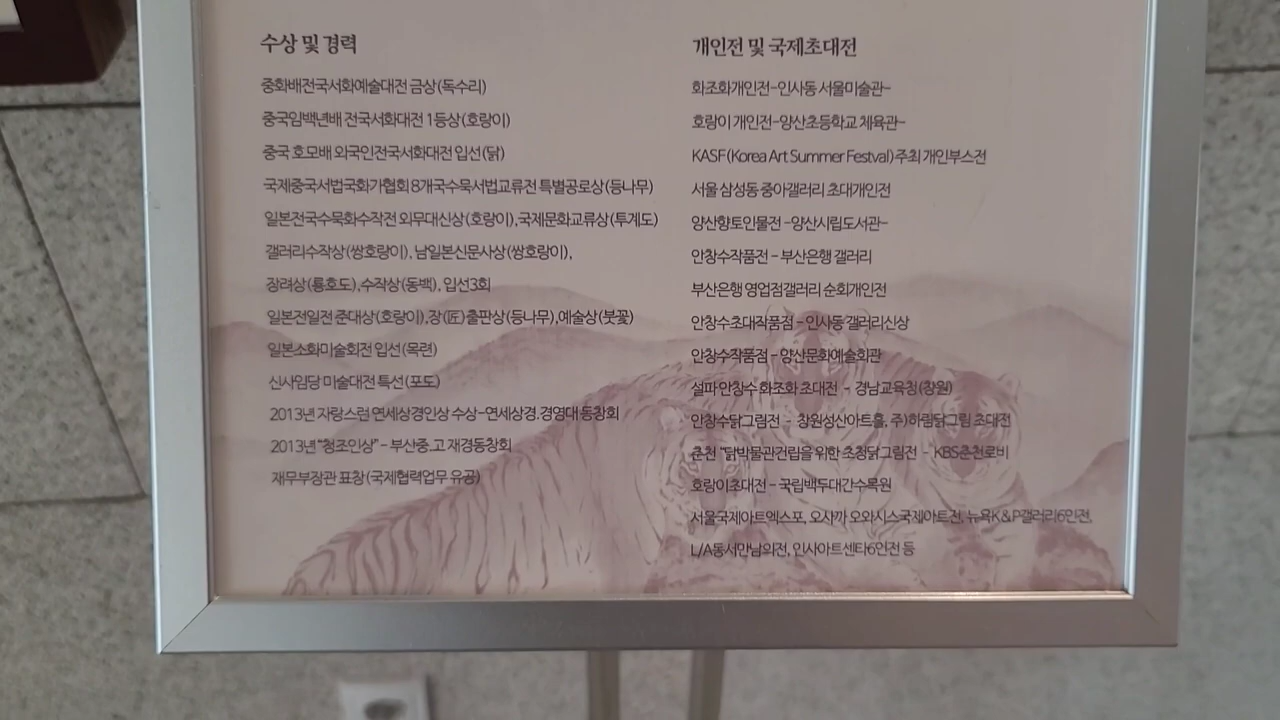 수상 및 경력
중화배전국서화예술대전 금상(독수리)
중국임백년배 전국서화대전 1등상(호랑이)
중국 호모배 외국인전국서화대전 입선(닭)
국제중국서법국화가협회 8개국수묵서법교류전 특별공로상(등나무)
일본전국수묵화수작전 외무대신상(호랑이),국제문화교류상(투계도)
갤러리수작상(쌍호랑이), 남일본신문사상(쌍호랑이),
장려상(룡호도),수작상(동백), 입선3회
일본전일전 준대상(호랑이),장(匠)출판상(등나무),예술상(붓꽃)
일본소화미술회전 입선(목련)
신사임당 미술대전 특선(포도)
2013년 자랑스런 연세상경인상 수상-연세상경.경영대 동창회
2013년 "청조인상" - 부산중.고 재경동창회
재무부장관 표창(국제협력업무 유공)
개인전 및 국제초대전
화조화개인전-인사동 서울미술관-
호랑이 개인전-양산초등학교 체육관-
KASF(Korea Art Summer Festval)주최 개인부스전
서울 삼성동 중아갤러리 초대개인전
양산향토인물전 -양산시립도서관-
안창수작품전 - 부산은행 갤러리
부산은행 영업점갤러리 순회개인전
안창수초대작품점 - 인사동 갤러리신상
안창수작품점 - 양산문화예술회관
설파안창수 화조화 초대전 - 경남교육청(창원)
안창수닭그림전 - 창원성산아트홀, 주)하림닭그림 초대전
춘천 "닭박물관건립을 위한 초청닭그림전 - KBS춘천로비
호랑이초대전 - 국립백두대간수목원
서울국제아트엑스포, 오사까 오와시스국제아트전, 뉴욕K&P갤러리6인전,
L/A동서만남의전, 인사아트센타6인전 등